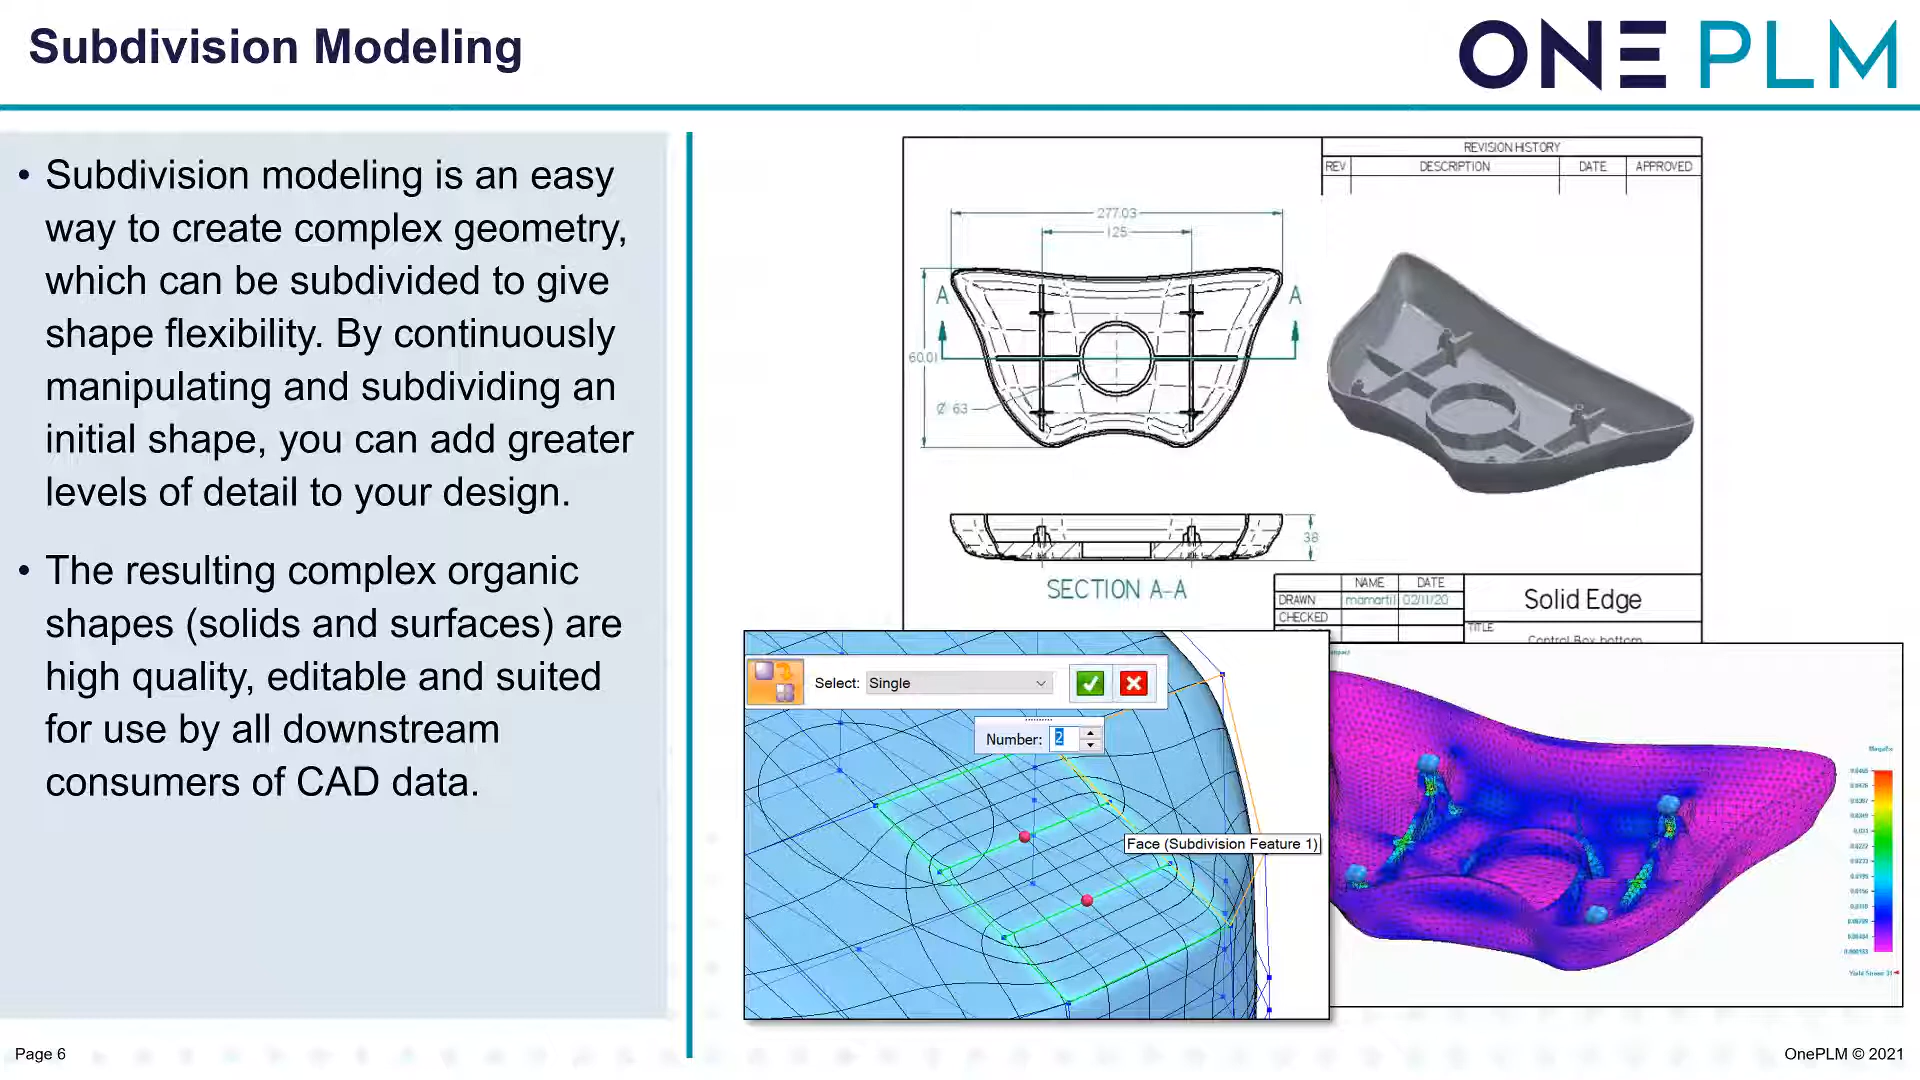 Subdivision Modeling
ONE PLM
• Subdivision modeling is an easy
way to create complex geometry,
which can be subdivided to give
shape flexibility. By continuously
manipulating and subdividing an
initial shape, you can add greater
levels of detail to your design.
• The resulting complex organic
shapes (solids and surfaces) are
high quality, editable and suited
for use by all downstream
consumers of CAD data.
REVISION HISTORY
REV DESCRIPTION DATE APPROVED
277.03
125
A A
60.01
Ø 63
38
SECTION A-A
NAME DATE
DRAWN mamarti1 02/11/20
CHECKED
Solid Edge
TITLE
Control Box bottom
Select: Single
Number: 2
Face (Subdivision Feature 1)
Page 6
OnePLM © 2021